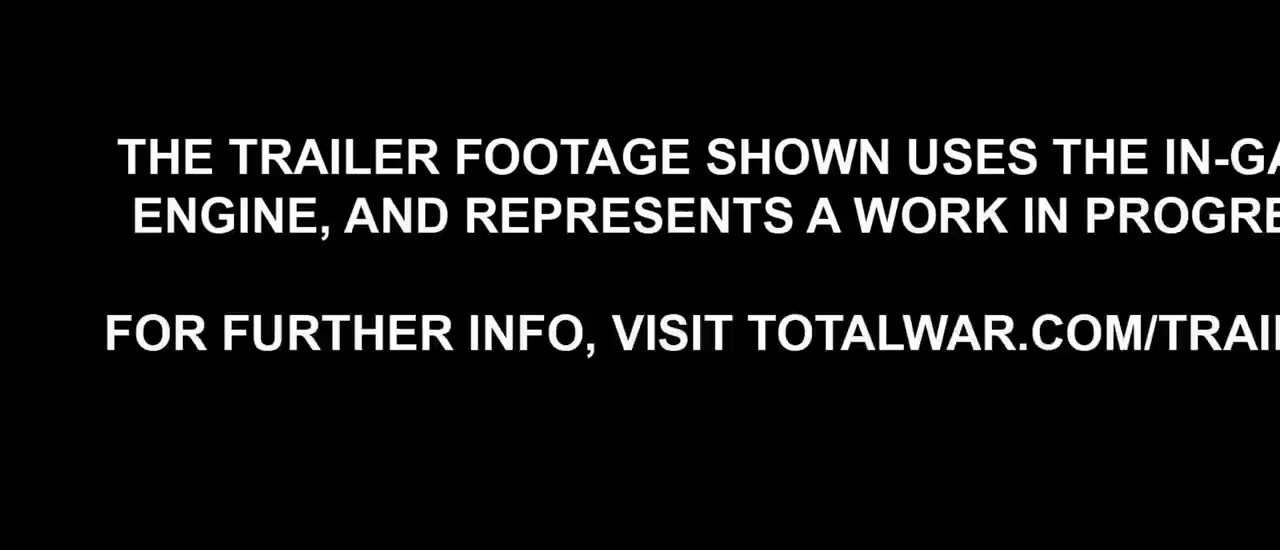 THE TRAILER FOOTAGE SHOWN USES THE IN-GA
ENGINE, AND REPRESENTS A WORK IN PROGRE
FOR FURTHER INFO, VISIT TOTALWAR.COM/TRAI